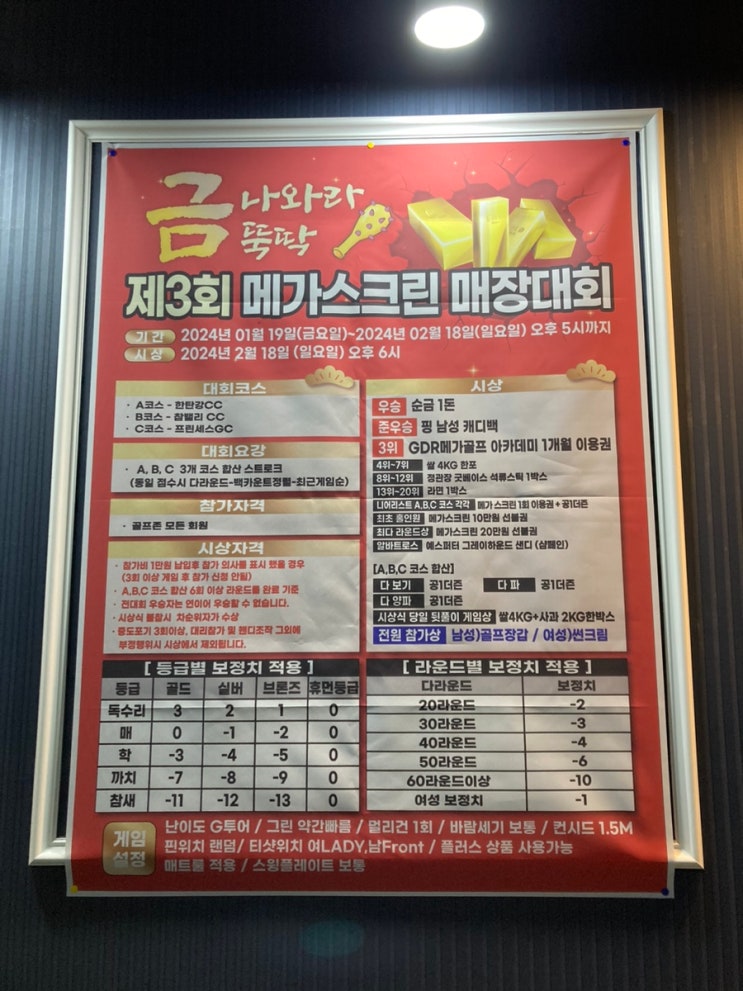 금 나와라
뚝딱
제3회 메가스크린 매장대회
기간 2024년 01월 19일(금요일)~2024년 02월 18일(일요일) 오후 5시까지
시상 2024년 2월 18일 (일요일) 오후 6시
대회코스
· A코스 - 한탄강CC
· B코스 - 참밸리 CC
· C코스 - 프린세스GC
대회요강
· A, B, C 3개 코스 합산 스트로크
(동일 점수시 다라운드-백카운트정렬-최근게임순)
참가자격
· 골프존 모든 회원
시상자격
· 참가비 1만원 납입후 참가 의사를 표시 했을 경우
(3회 이상 게임 후 참가 신청 안됨)
· A,B,C 코스 합산 6회 이상 라운드를 완료 기준
· 전대회 우승자는 연이어 우승할 수 없습니다.
· 시상식 불참시 차순위자가 수상
· 중도포기 3회이상, 대리참가 및 핸디조작 그외에
부정행위시 시상에서 제외됩니다.
시상
우승 순금 1돈
준우승 핑 남성 캐디백
3위 GDR메가골프 아카데미 1개월 이용권
4위~7위 쌀 4KG 한포
8위~12위 정관장 굿베이스 석류스틱 1박스
13위~20위 라면 1박스
니어리스트 A,B,C 코스 각각 메가 스크린 1회 이용권 + 공1더즌
최초 홀인원 메가스크린 10만원 선불권
최다 라운드상 메가스크린 20만원 선불권
알바트로스 에스퍼터 그레이하운드 샌디 (샴페인)
[A,B,C 코스 합산]
다 보기 공1더즌 다 파 공1더즌
다 양파 공1더즌
시상식 당일 뒷풀이 게임상 쌀4KG+사과 2KG한박스
전원 참가상 남성)골프장갑 / 여성)썬크림
[ 등급별 보정치 적용 ]
등급 골드 실버 브론즈 휴먼등급
독수리 3 2 1 0
매 0 -1 -2 0
학 -3 -4 -5 0
까치 -7 -8 -9 0
참새 -11 -12 -13 0
[ 라운드별 보정치 적용 ]
다라운드 보정치
20라운드 -2
30라운드 -3
40라운드 -4
50라운드 -6
60라운드이상 -10
여성 보정치 -1
게임
설정
난이도 G투어 / 그린 약간빠름 / 멀리건 1회 / 바람세기 보통 / 컨시드 1.5M
핀위치 랜덤/ 티샷위치 여LADY,남Front / 플러스 상품 사용가능
매트룰 적용 / 스윙플레이트 보통